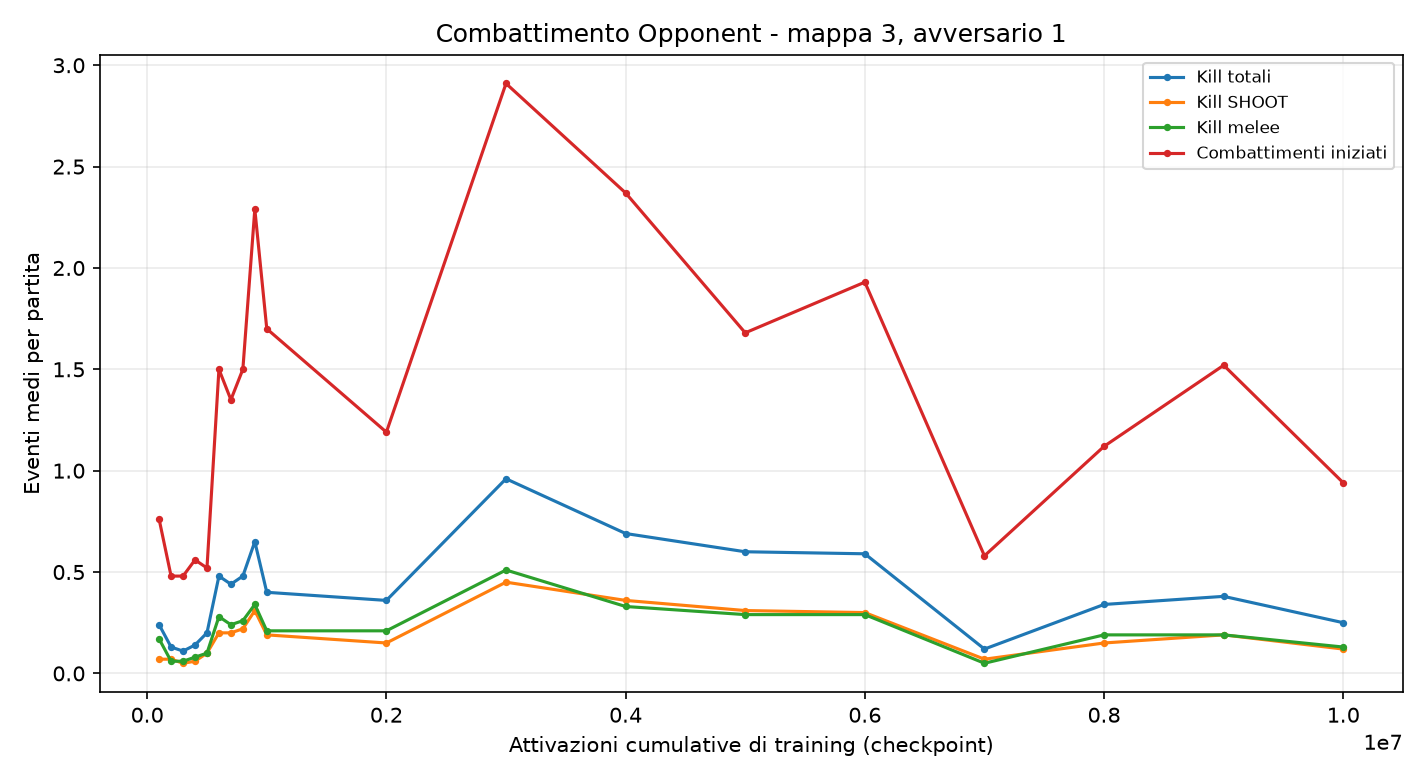 Combattimento Opponent - mappa 3, avversario 1
Eventi medi per partita
3.0
2.5
2.0
1.5
1.0
0.5
0.0
Kill totali
Kill SHOOT
Kill melee
Combattimenti iniziati
0.0 0.2 0.4 0.6 0.8 1.0
1e7
Attivazioni cumulative di training (checkpoint)